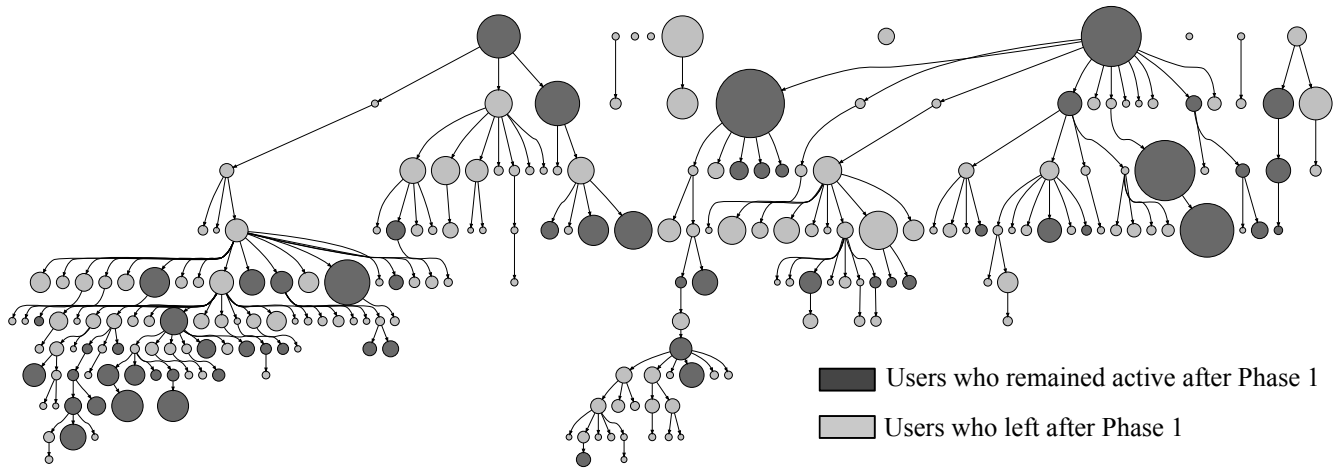 Users who remained active after Phase 1
Users who left after Phase 1